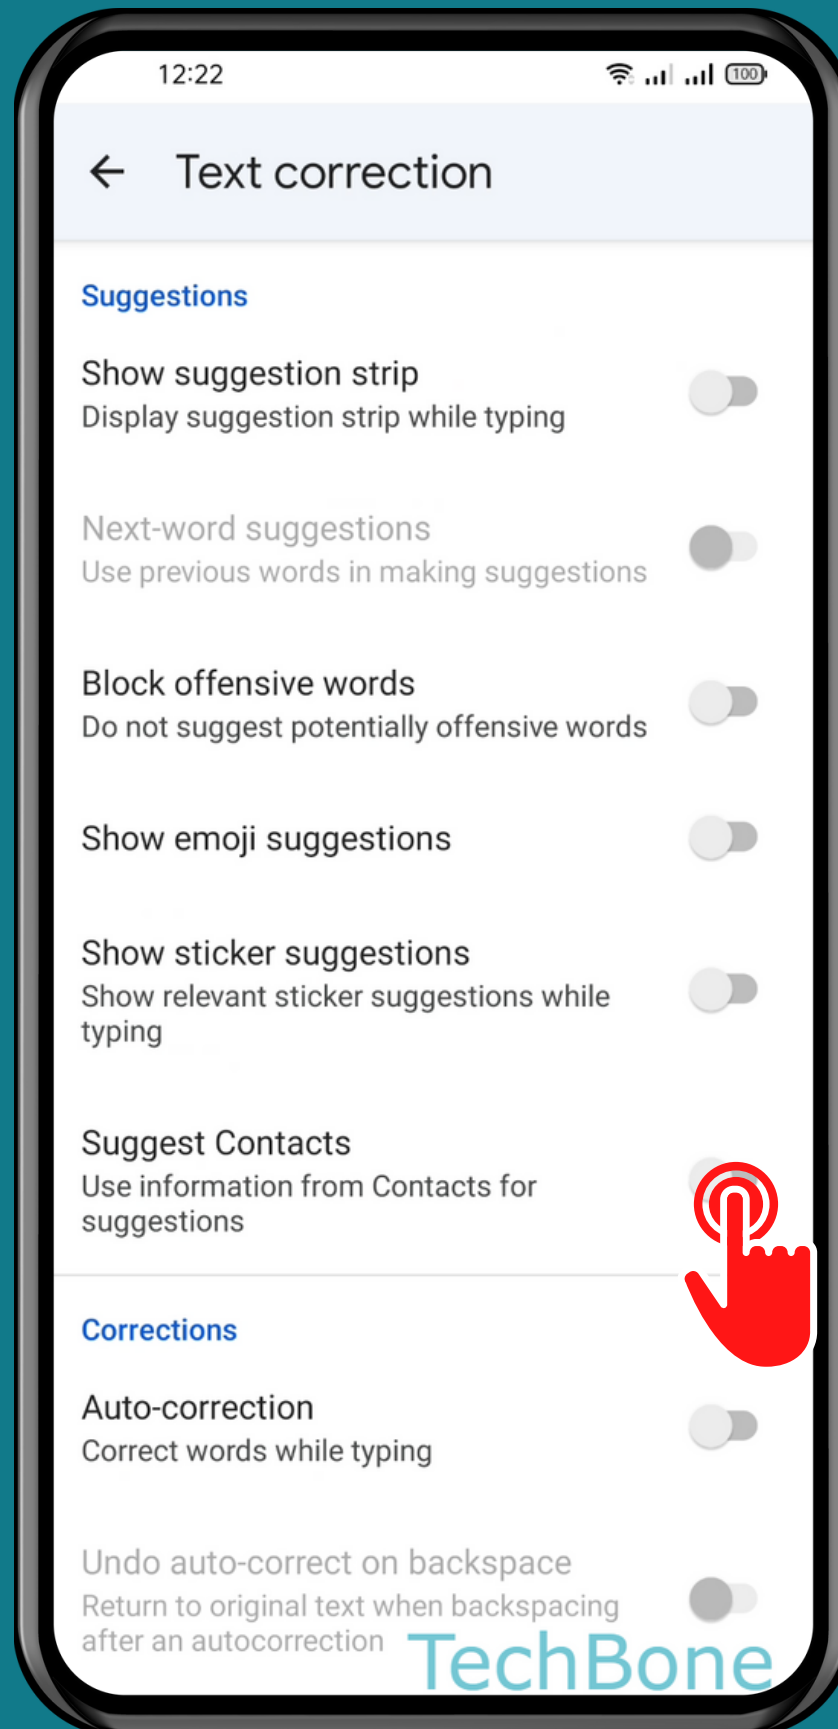 12:22
100
Text correction
Suggestions
Show suggestion strip
Display suggestion strip while typing
Next-word suggestions
Use previous words in making suggestions
Block offensive words
Do not suggest potentially offensive words
Show emoji suggestions
Show sticker suggestions
Show relevant sticker suggestions while
typing
Suggest Contacts
Use information from Contacts for
suggestions
Corrections
Auto-correction
Correct words while typing
Undo auto-correct on backspace
Return to original text when backspacing
after an autocorrection
TechBone